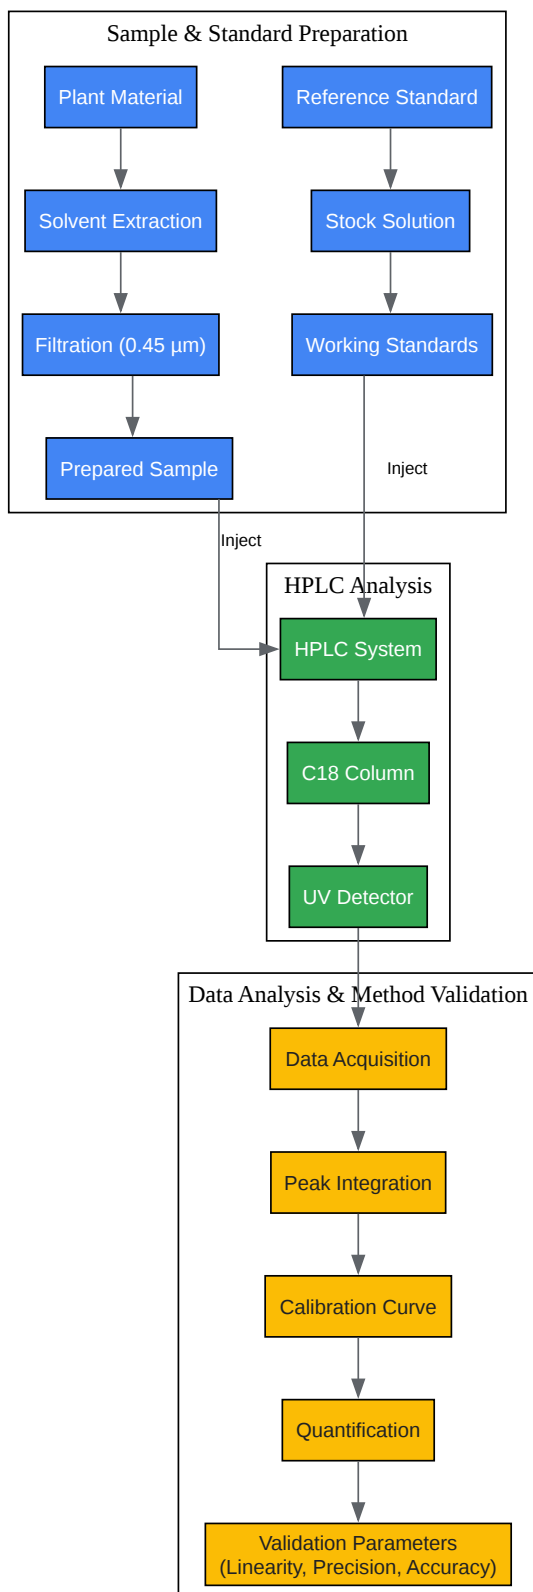 Sample & Standard Preparation
Plant Material
Reference Standard
Solvent Extraction
Stock Solution
Filtration (0.45 µm)
Working Standards
Prepared Sample
Inject
Inject
HPLC Analysis
HPLC System
C18 Column
UV Detector
Data Analysis & Method Validation
Data Acquisition
Peak Integration
Calibration Curve
Quantification
Validation Parameters
(Linearity, Precision, Accuracy)